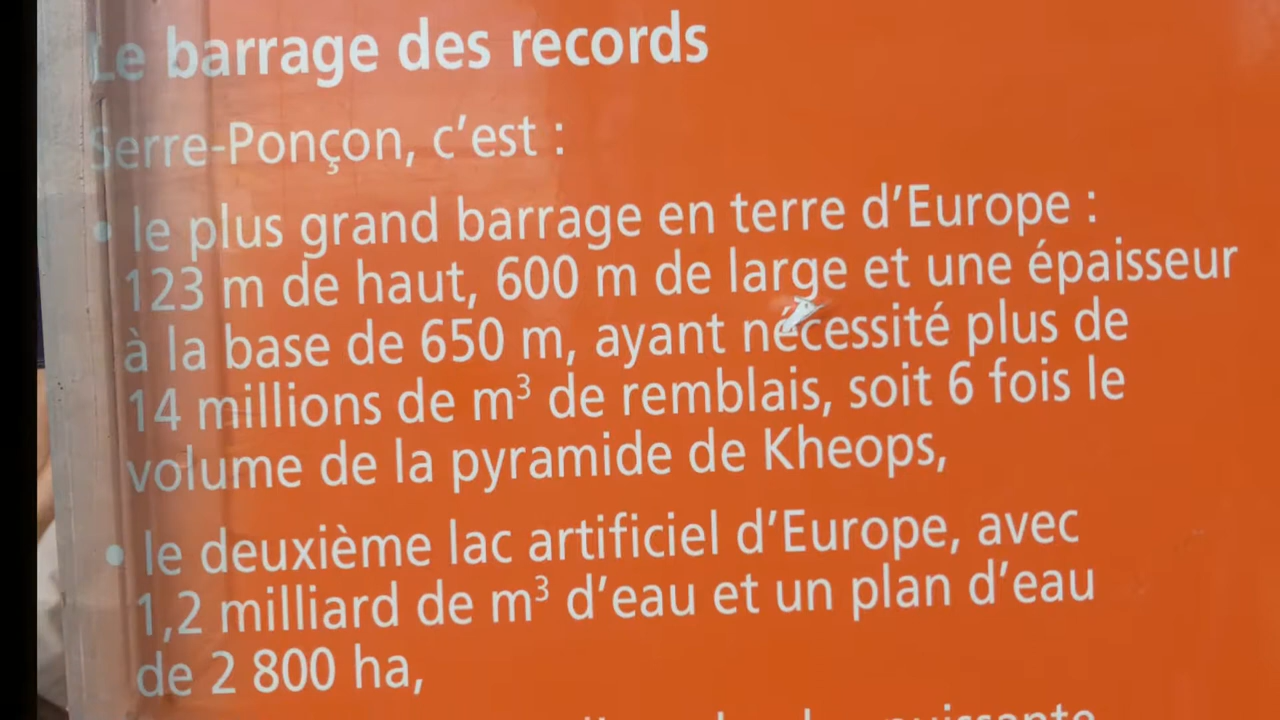 Le barrage des records
Serre-Ponçon, c’est :
• le plus grand barrage en terre d’Europe :
123 m de haut, 600 m de large et une épaisseur
à la base de 650 m, ayant nécessité plus de
14 millions de m³ de remblais, soit 6 fois le
volume de la pyramide de Kheops,
• le deuxième lac artificiel d’Europe, avec
1,2 milliard de m³ d’eau et un plan d’eau
de 2 800 ha,
puissante